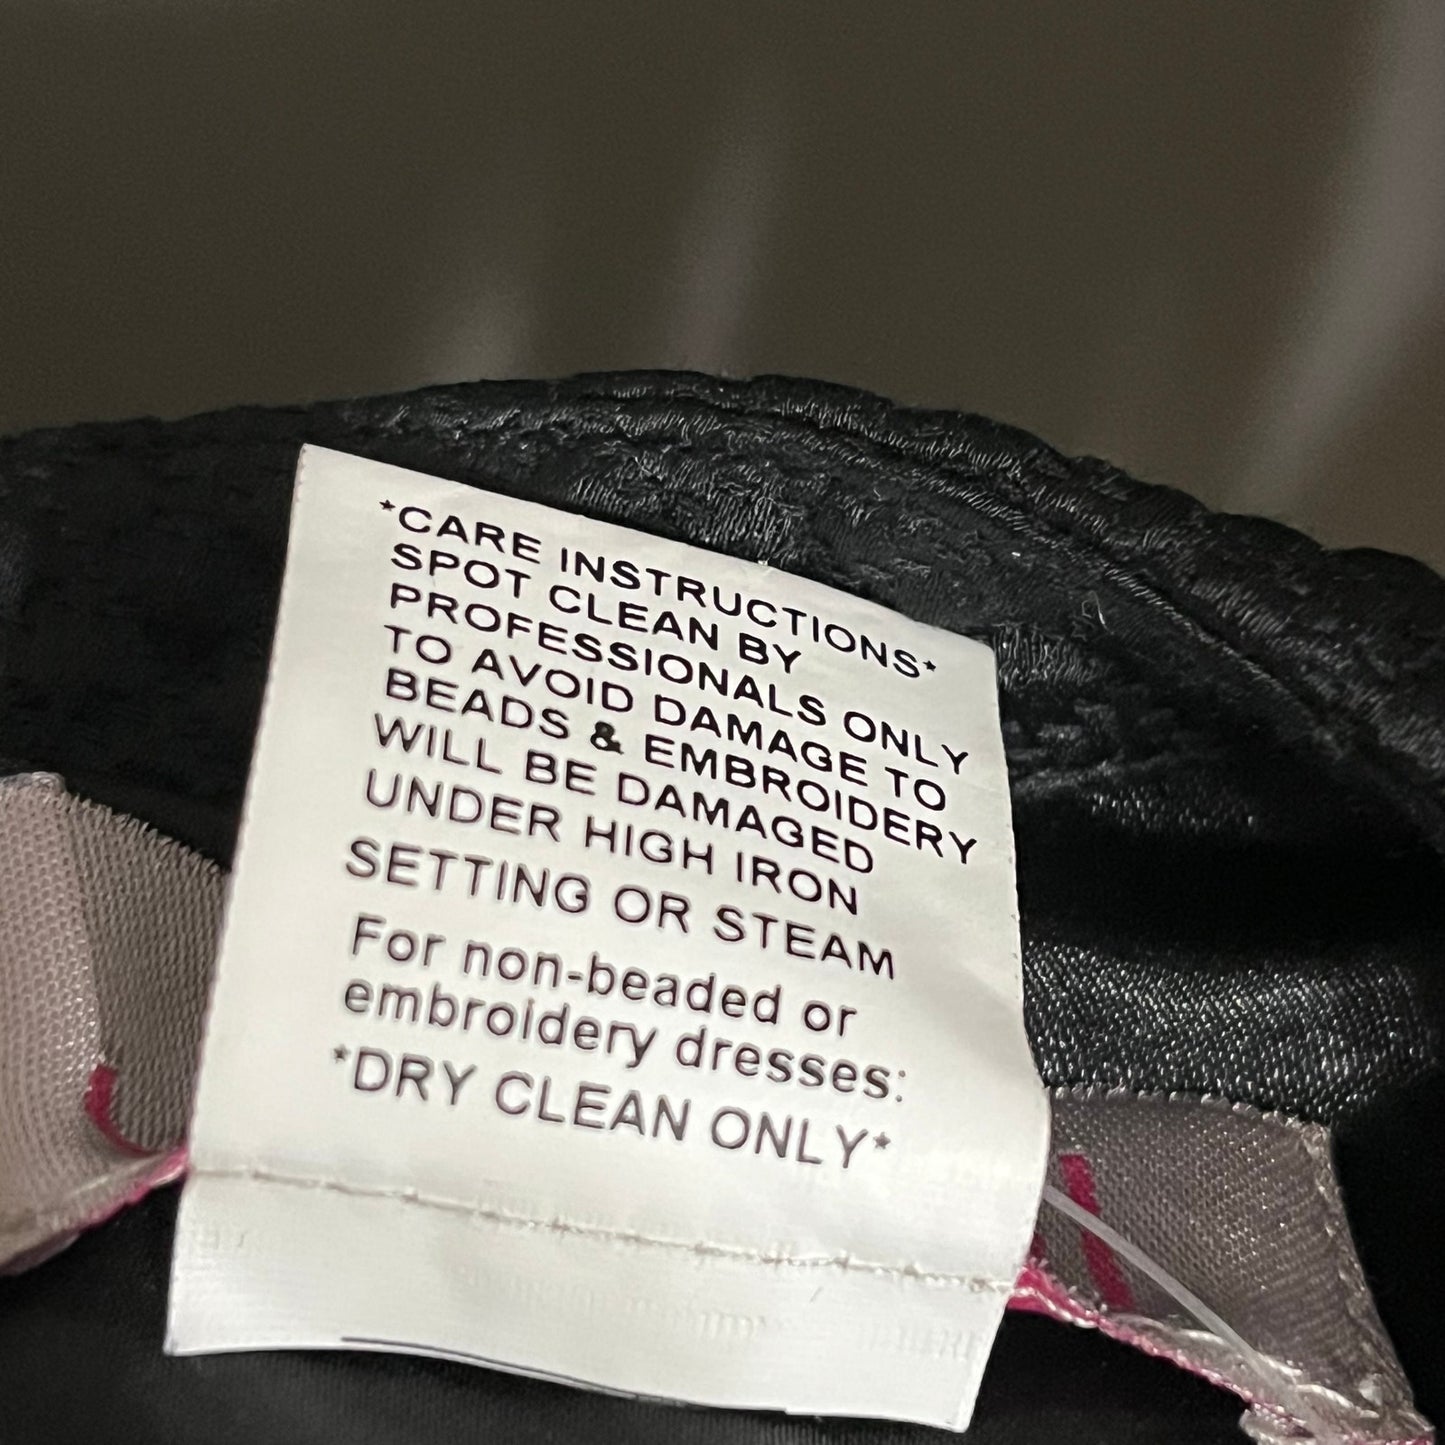 *CARE INSTRUCTIONS*
SPOT CLEAN BY
PROFESSIONALS ONLY
TO AVOID DAMAGE TO
BEADS & EMBROIDERY
WILL BE DAMAGED
UNDER HIGH IRON
SETTING OR STEAM
For non-beaded or
embroidery dresses:
*DRY CLEAN ONLY*